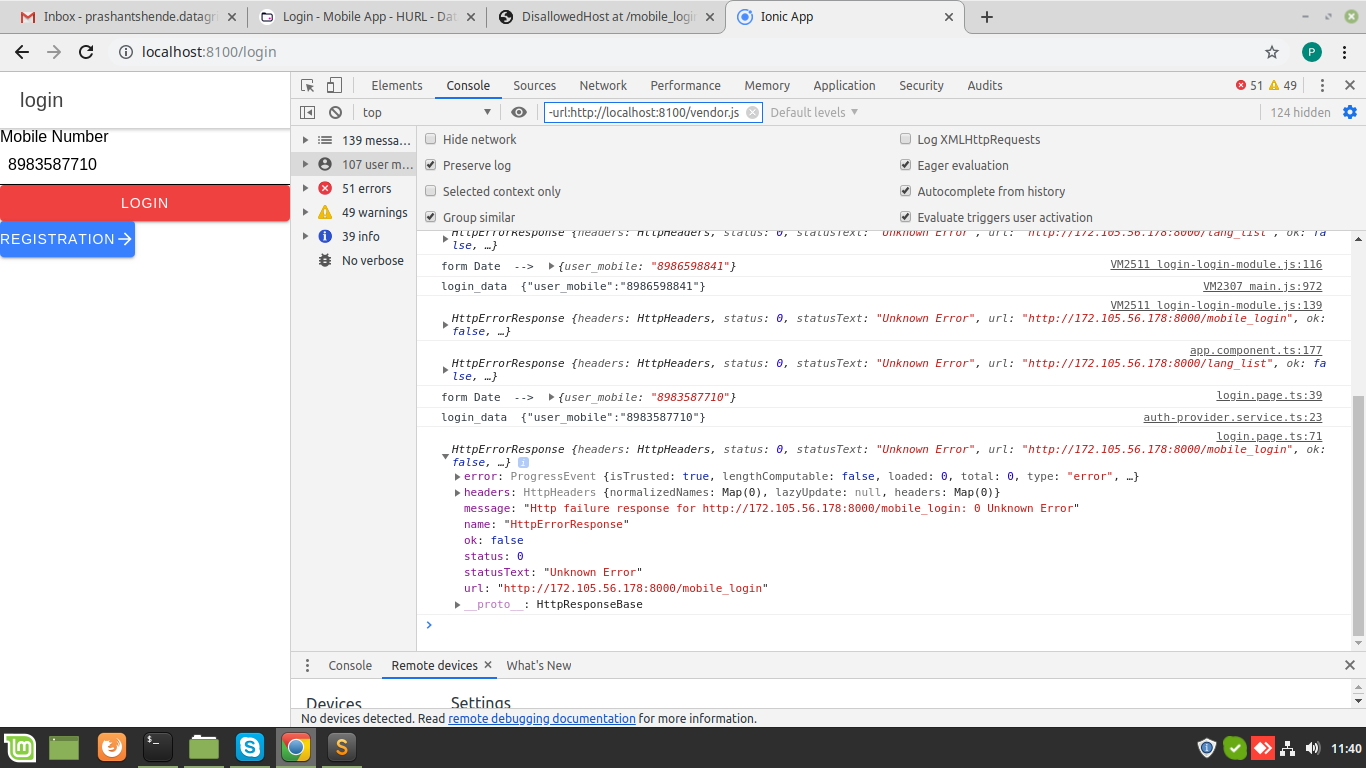 Inbox - prashantshende.datagr
Login - Mobile App - HURL - Dat
DisallowedHost at /mobile_login
Ionic App
localhost:8100/login
P
login
Mobile Number
8983587710
LOGIN
REGISTRATION
Elements Console Sources Network Performance Memory Application Security Audits 51 49
top -url:http://localhost:8100/vendor.js Default levels 124 hidden
139 messa...
107 user m...
51 errors
49 warnings
39 info
No verbose
Hide network Log XMLHttpRequests
Preserve log Eager evaluation
Selected context only Autocomplete from history
Group similar Evaluate triggers user activation
HttpErrorResponse {headers: HttpHeaders, status: 0, statusText: "Unknown Error", url: "http://172.105.56.178:8000/lang_list", ok: fa
lse, …}
form Date --> {user_mobile: "8986598841"} VM2511 login-login-module.js:116
login_data {"user_mobile":"8986598841"} VM2307 main.js:972
VM2511 login-login-module.js:139
HttpErrorResponse {headers: HttpHeaders, status: 0, statusText: "Unknown Error", url: "http://172.105.56.178:8000/mobile_login", ok:
false, …}
app.component.ts:177
HttpErrorResponse {headers: HttpHeaders, status: 0, statusText: "Unknown Error", url: "http://172.105.56.178:8000/lang_list", ok: fa
lse, …}
form Date --> {user_mobile: "8983587710"} login.page.ts:39
login_data {"user_mobile":"8983587710"} auth-provider.service.ts:23
login.page.ts:71
HttpErrorResponse {headers: HttpHeaders, status: 0, statusText: "Unknown Error", url: "http://172.105.56.178:8000/mobile_login", ok:
false, …} i
error: ProgressEvent {isTrusted: true, lengthComputable: false, loaded: 0, total: 0, type: "error", …}
headers: HttpHeaders {normalizedNames: Map(0), lazyUpdate: null, headers: Map(0)}
message: "Http failure response for http://172.105.56.178:8000/mobile_login: 0 Unknown Error"
name: "HttpErrorResponse"
ok: false
status: 0
statusText: "Unknown Error"
url: "http://172.105.56.178:8000/mobile_login"
__proto__: HttpResponseBase
Console Remote devices What's New
Devices Settings
No devices detected. Read remote debugging documentation for more information.
11:40